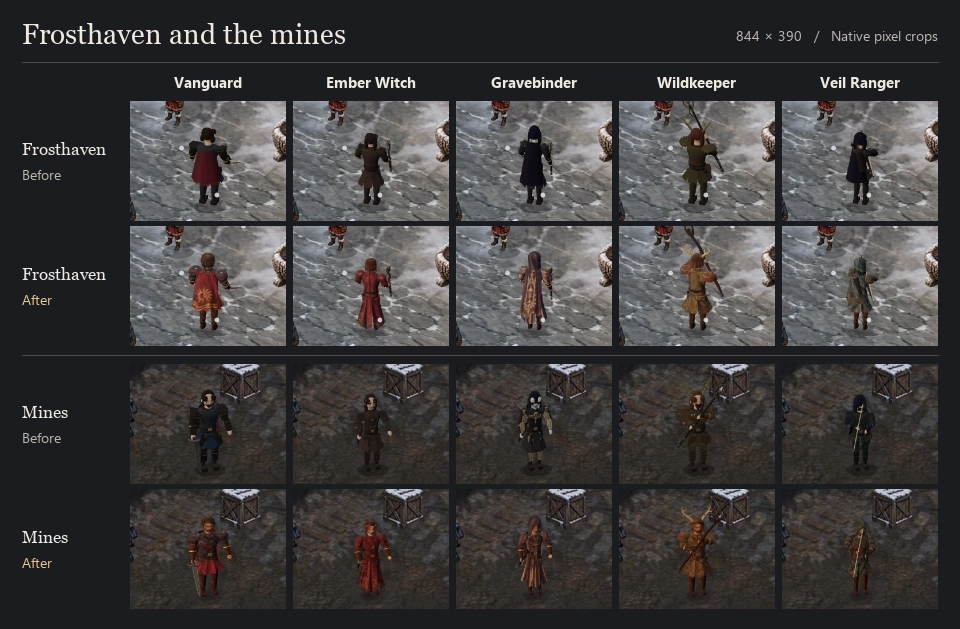 Frosthaven and the mines
844 × 390 / Native pixel crops
Vanguard Ember Witch Gravebinder Wildkeeper Veil Ranger
Frosthaven
Before
Frosthaven
After
Mines
Before
Mines
After